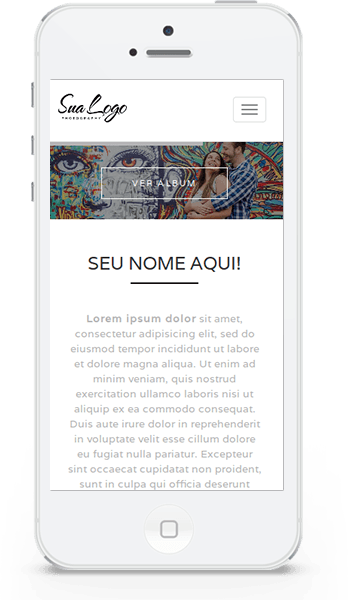 Sua Logo
PHOTOGRAPHY
VER ALBUM
SEU NOME AQUI!
Lorem ipsum dolor sit amet,
consectetur adipisicing elit, sed do
eiusmod tempor incididunt ut labore
et dolore magna aliqua. Ut enim ad
minim veniam, quis nostrud
exercitation ullamco laboris nisi ut
aliquip ex ea commodo consequat.
Duis aute irure dolor in reprehenderit
in voluptate velit esse cillum dolore
eu fugiat nulla pariatur. Excepteur
sint occaecat cupidatat non proident,
sunt in culpa qui officia deserunt